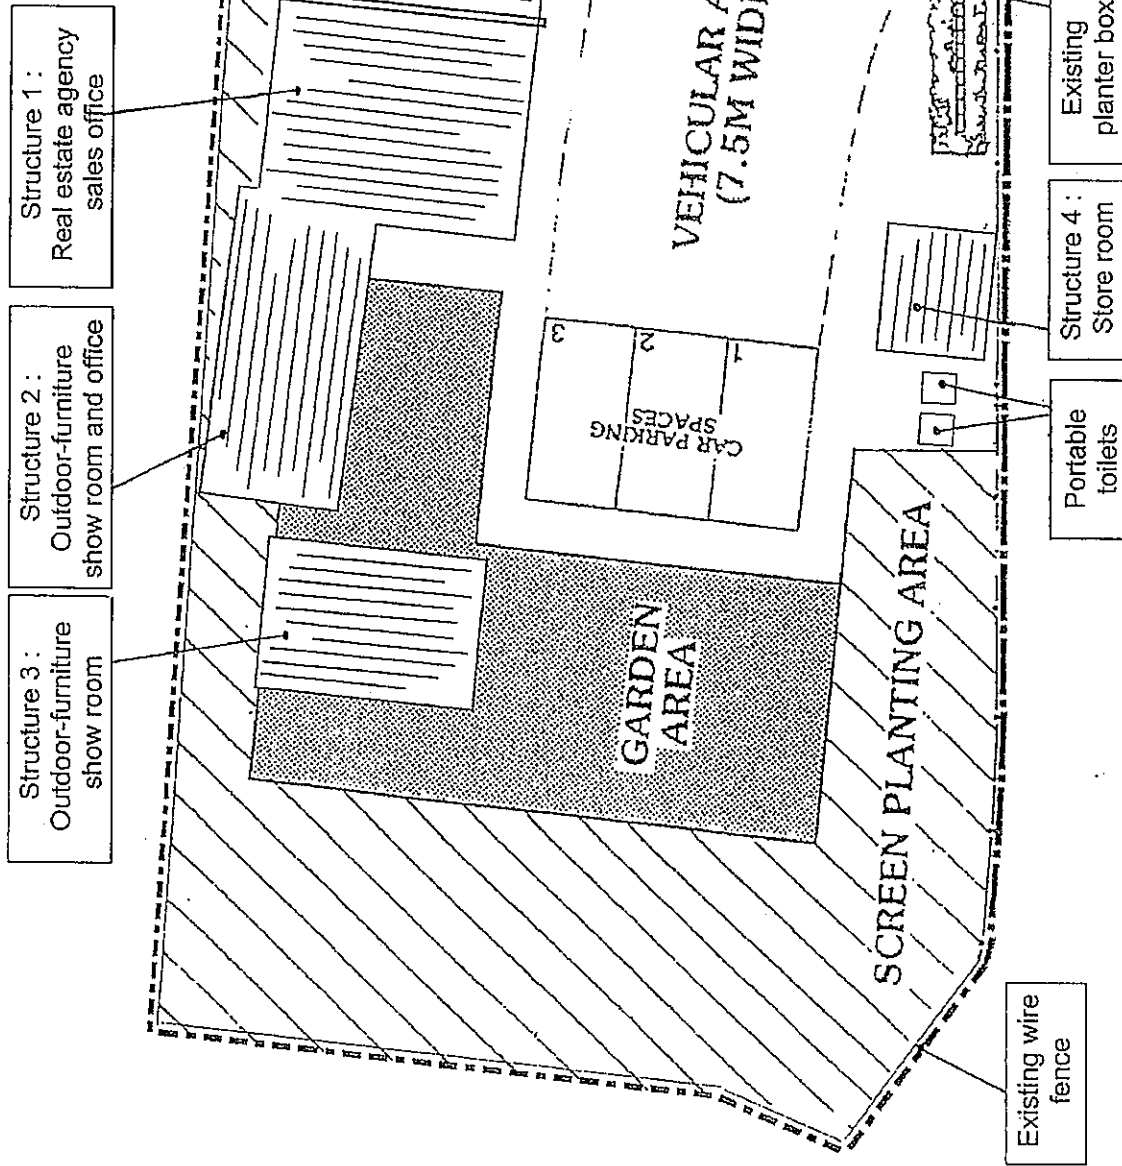 Structure 1 :
Real estate agency
sales office
Structure 2 :
Outdoor-furniture
show room and office
Structure 3 :
Outdoor-furniture
show room
VEHICULAR A
(7.5M WID
3
2
1
CAR PARKING
SPACES
GARDEN
AREA
SCREEN PLANTING AREA
Existing
planter box
Structure 4 :
Store room
Portable
toilets
Existing wire
fence